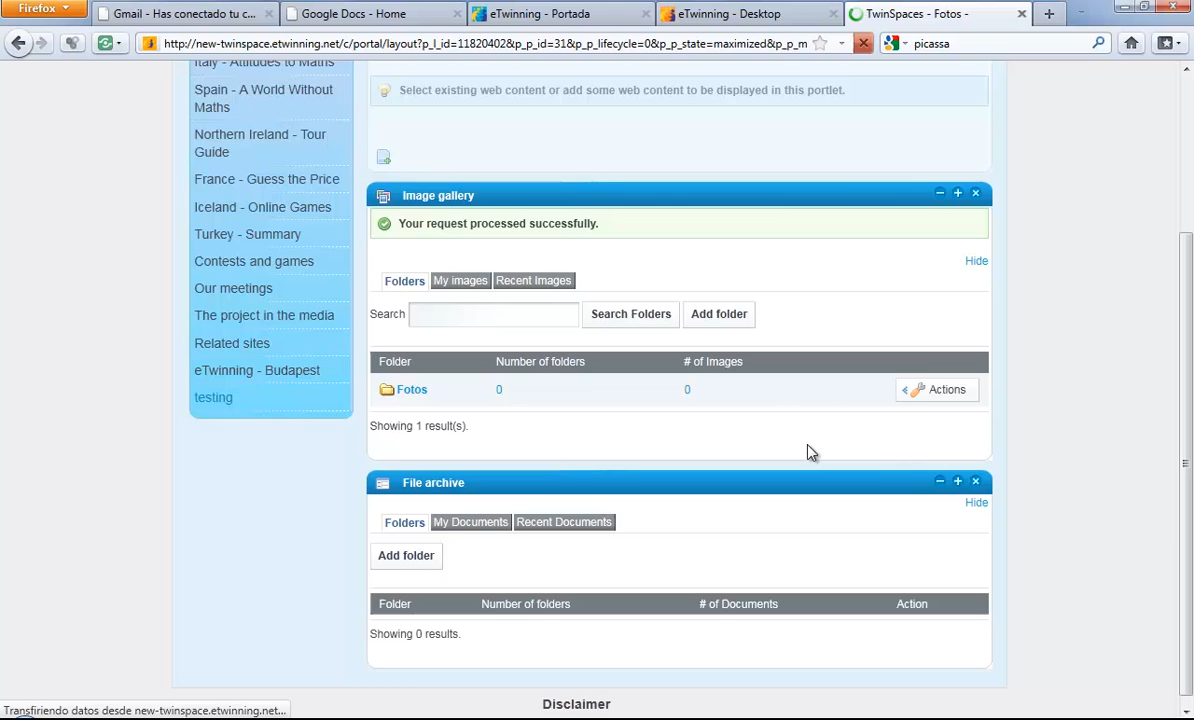 Firefox
Gmail - Has conectado tu c...
Google Docs - Home
eTwinning - Portada
eTwinning - Desktop
TwinSpaces - Fotos -
http://new-twinspace.etwinning.net/c/portal/layout?p_l_id=11820402&p_p_id=31&p_p_lifecycle=0&p_p_state=maximized&p_p_m
picassa
Italy - Attitudes to Maths
Spain - A World Without
Maths
Northern Ireland - Tour
Guide
France - Guess the Price
Iceland - Online Games
Turkey - Summary
Contests and games
Our meetings
The project in the media
Related sites
eTwinning - Budapest
testing
Select existing web content or add some web content to be displayed in this portlet.
Image gallery
Your request processed successfully.
Hide
Folders My images Recent Images
Search Search Folders Add folder
Folder Number of folders # of Images
Fotos 0 0 Actions
Showing 1 result(s).
File archive
Hide
Folders My Documents Recent Documents
Add folder
Folder Number of folders # of Documents Action
Showing 0 results.
Disclaimer
Transfiriendo datos desde new-twinspace.etwinning.net...